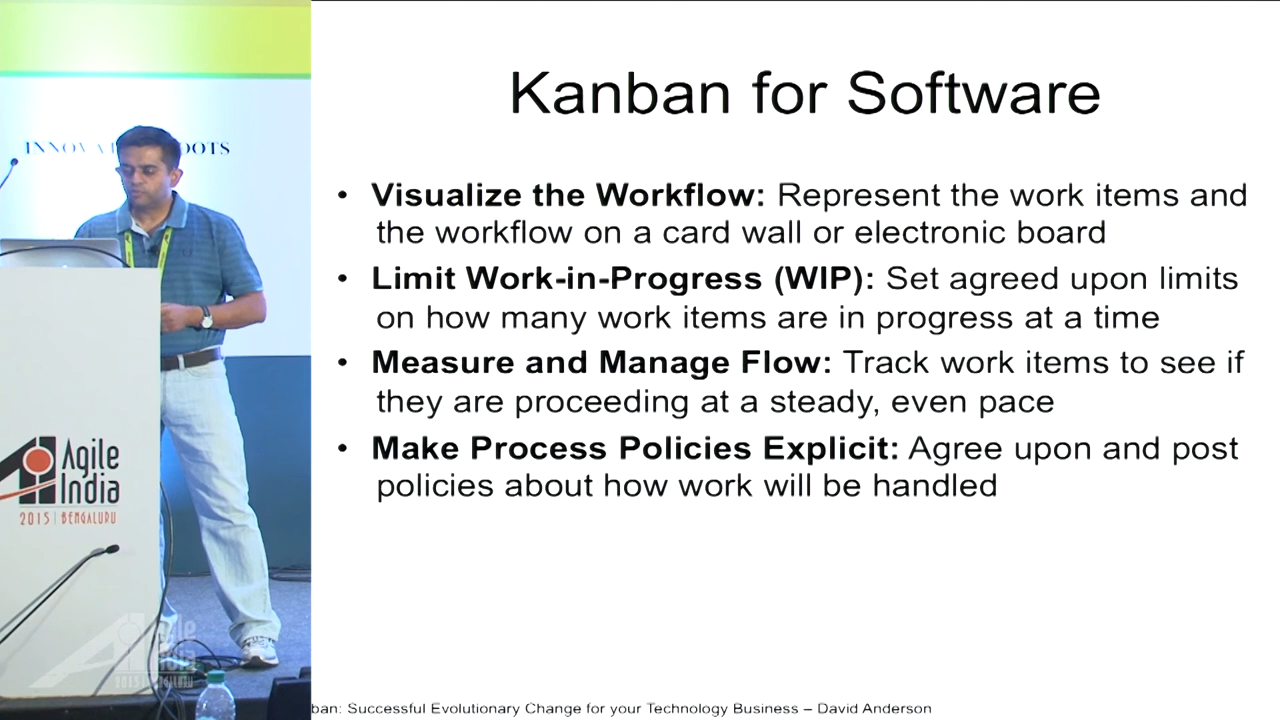 Kanban for Software
• Visualize the Workflow: Represent the work items and
the workflow on a card wall or electronic board
• Limit Work-in-Progress (WIP): Set agreed upon limits
on how many work items are in progress at a time
• Measure and Manage Flow: Track work items to see if
they are proceeding at a steady, even pace
• Make Process Policies Explicit: Agree upon and post
policies about how work will be handled
ban: Successful Evolutionary Change for your Technology Business – David Anderson
Agile
India
2015 | BENGALURU
Agile
India
2015 | BENGALURU